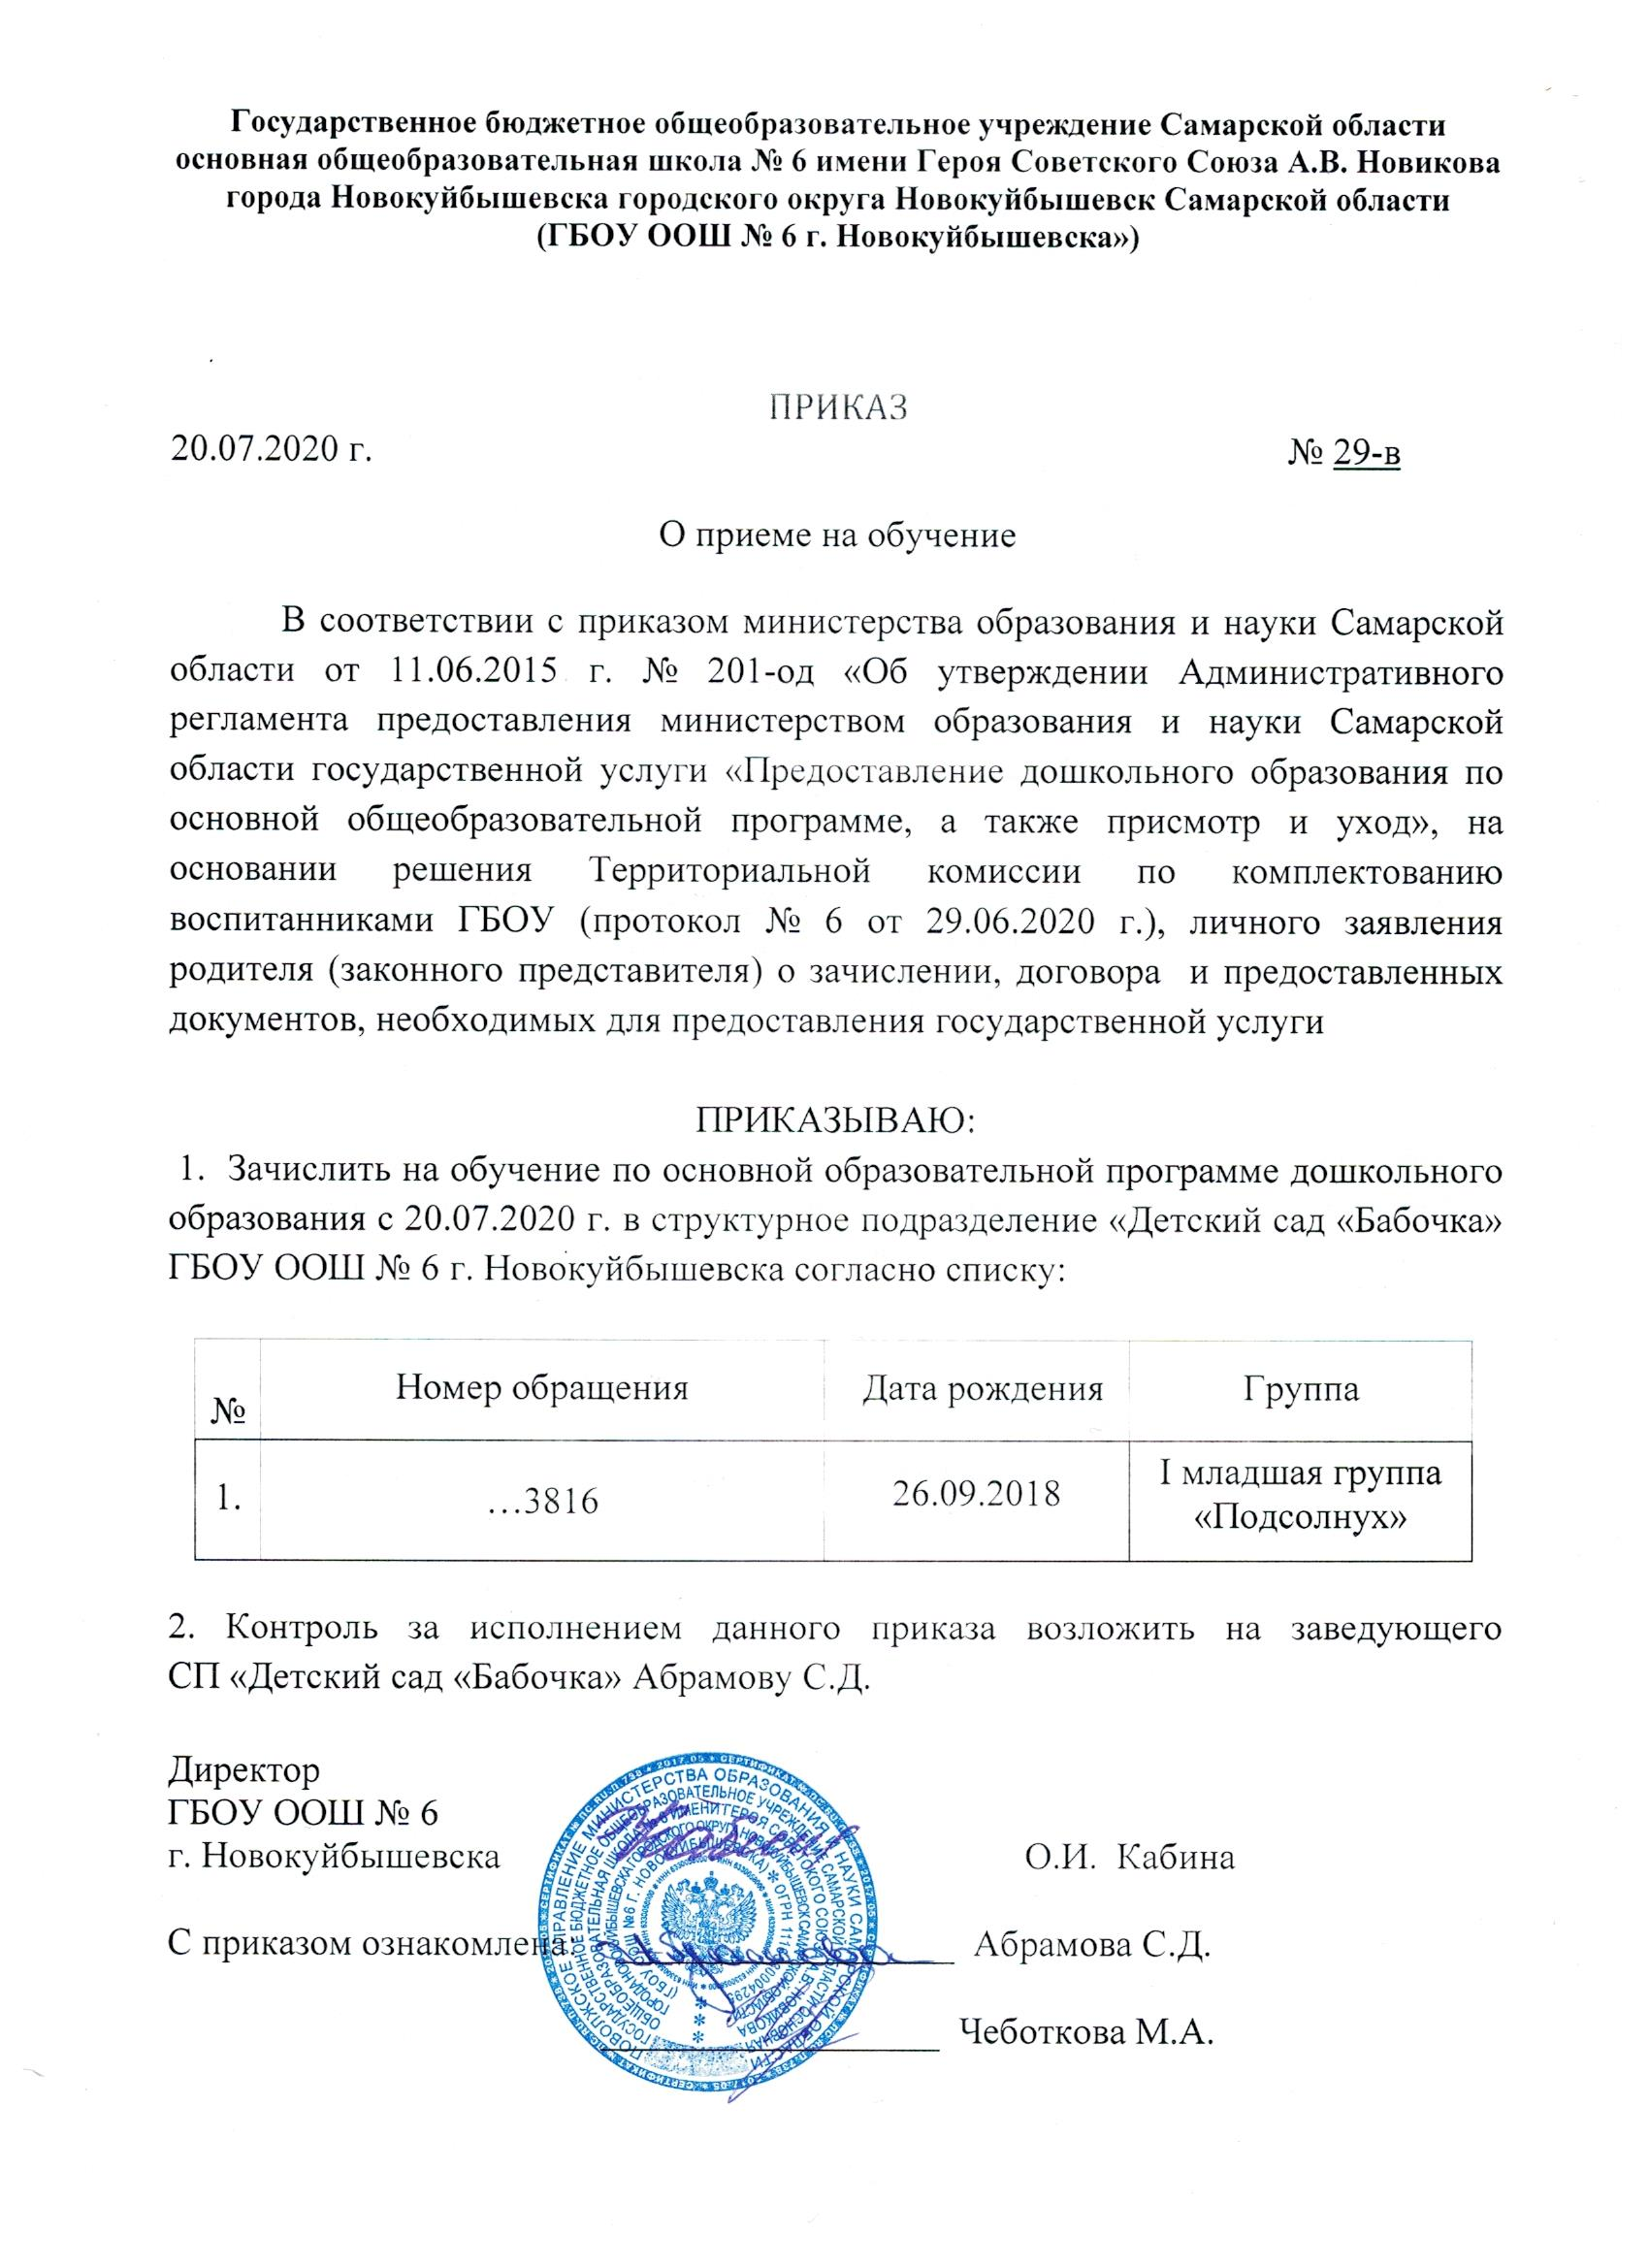 Государственное бюджетное общеобразовательное учреждение Самарской области
основная общеобразовательная школа № 6 имени Героя Советского Союза А.В. Новикова
города Новокуйбышевска городского округа Новокуйбышевск Самарской области
(ГБОУ ООШ № 6 г. Новокуйбышевска»)
ПРИКАЗ
20.07.2020 г. № 29-в
О приеме на обучение
В соответствии с приказом министерства образования и науки Самарской
области от 11.06.2015 г. № 201-од «Об утверждении Административного
регламента предоставления министерством образования и науки Самарской
области государственной услуги «Предоставление дошкольного образования по
основной общеобразовательной программе, а также присмотр и уход», на
основании решения Территориальной комиссии по комплектованию
воспитанниками ГБОУ (протокол № 6 от 29.06.2020 г.), личного заявления
родителя (законного представителя) о зачислении, договора и предоставленных
документов, необходимых для предоставления государственной услуги
ПРИКАЗЫВАЮ:
1. Зачислить на обучение по основной образовательной программе дошкольного
образования с 20.07.2020 г. в структурное подразделение «Детский сад «Бабочка»
ГБОУ ООШ № 6 г. Новокуйбышевска согласно списку:
№ Номер обращения Дата рождения Группа
1. …3816 26.09.2018 I младшая группа
«Подсолнух»
2. Контроль за исполнением данного приказа возложить на заведующего
СП «Детский сад «Бабочка» Абрамову С.Д.
Директор
ГБОУ ООШ № 6
г. Новокуйбышевска О.И. Кабина
С приказом ознакомлена: Абрамова С.Д.
Чеботкова М.А.